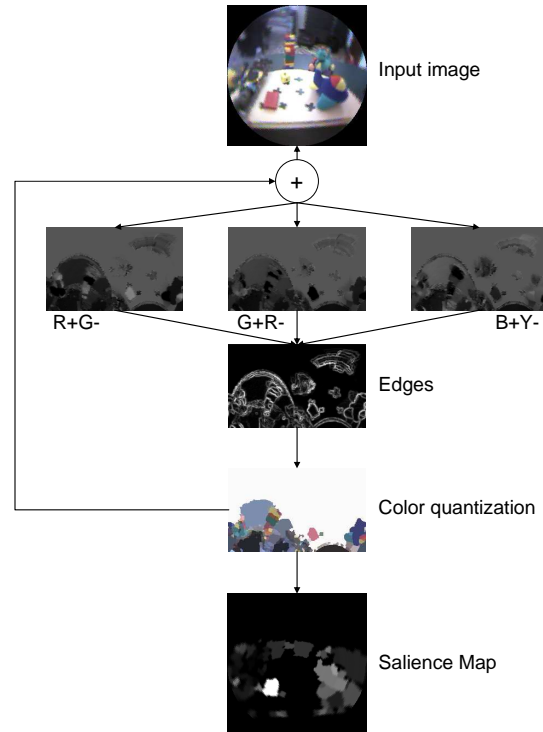 Input image
+
R+G-
G+R-
B+Y-
Edges
Color quantization
Salience Map